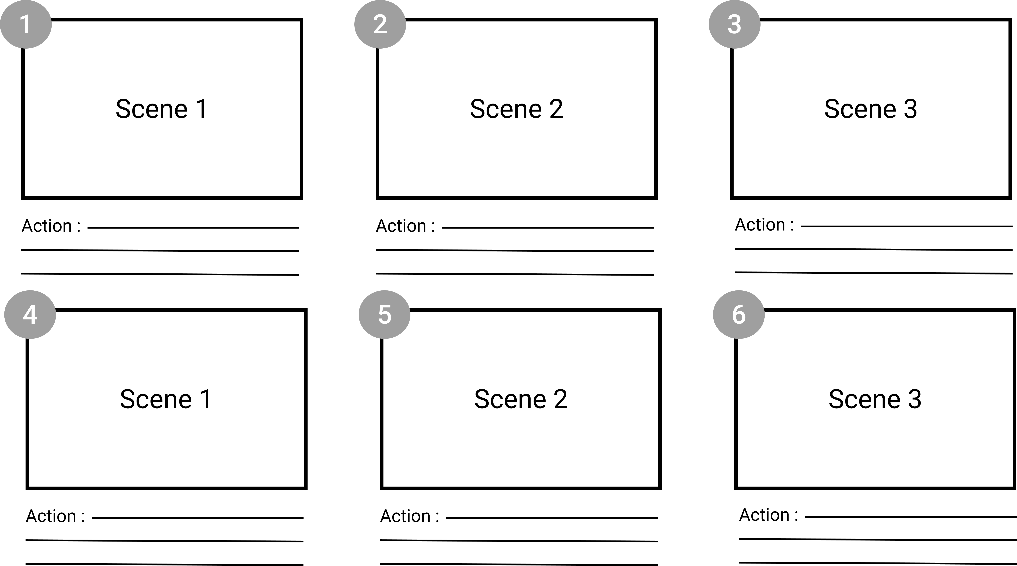 1 2 3
Scene 1 Scene 2 Scene 3
Action : Action : Action :
4 5 6
Scene 1 Scene 2 Scene 3
Action : Action : Action :